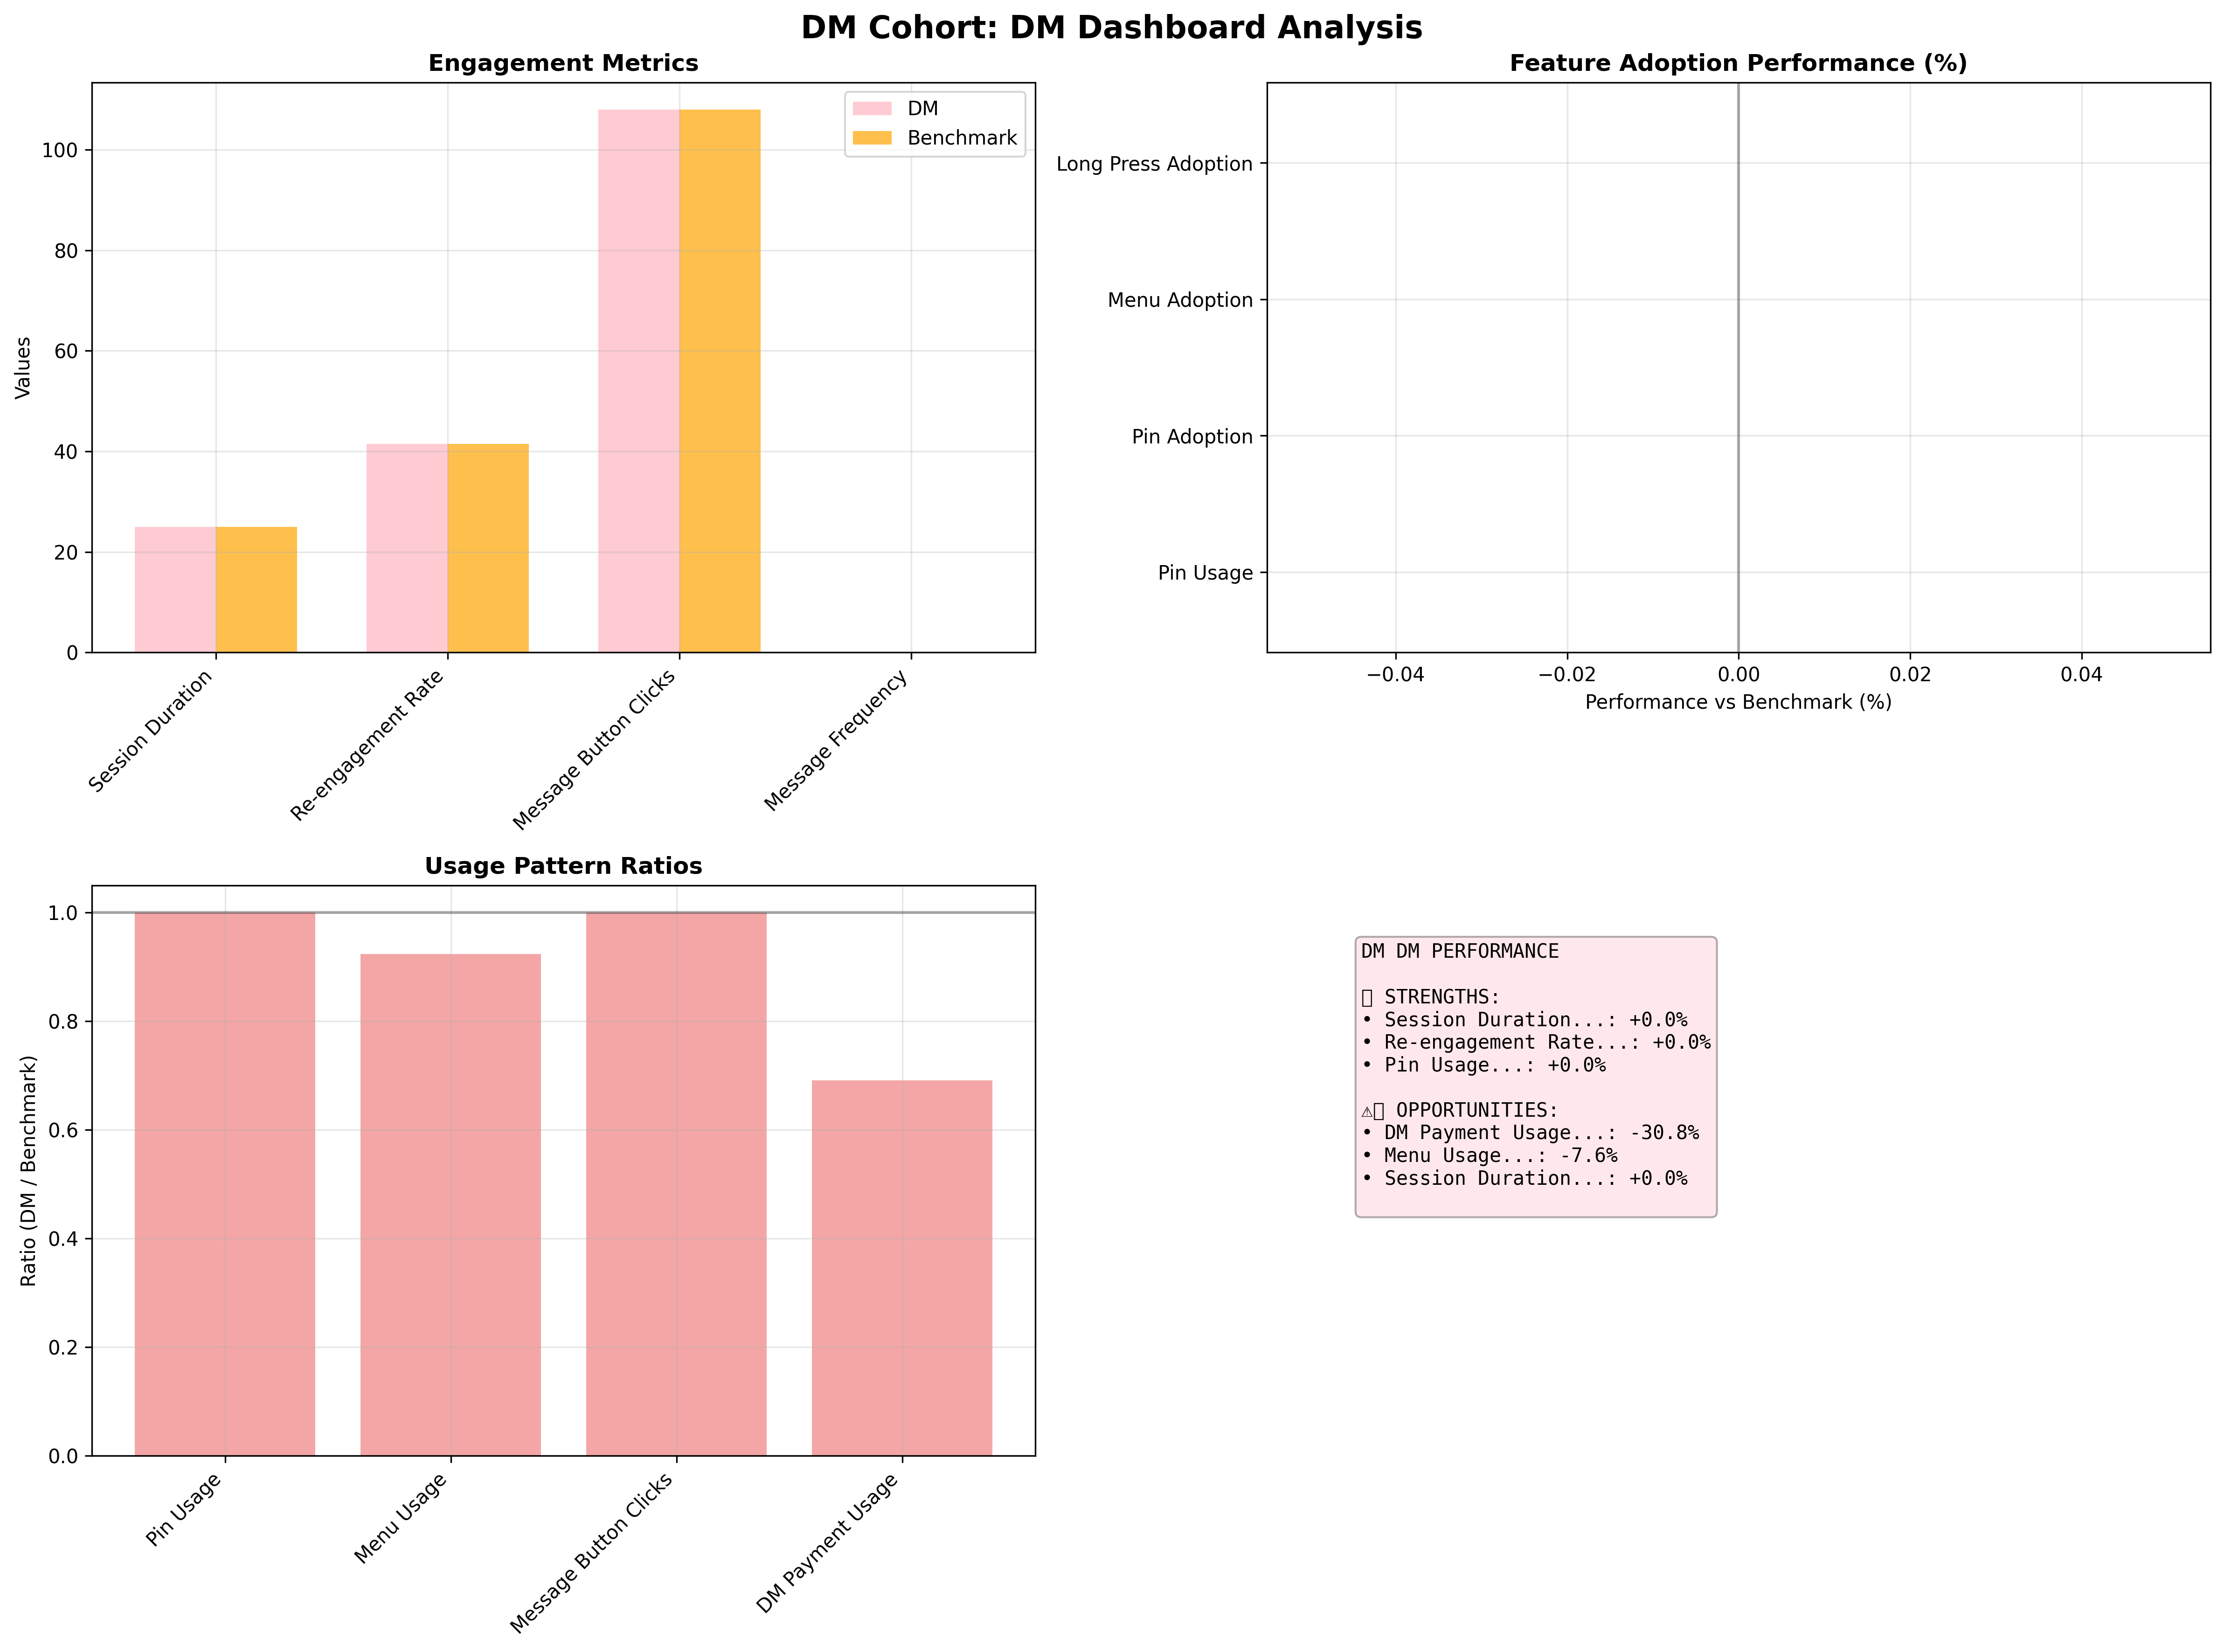 DM Cohort: DM Dashboard Analysis
Engagement Metrics
DM
Benchmark
Values
100
80
60
40
20
0
Session Duration
Re-engagement Rate
Message Button Clicks
Message Frequency
Feature Adoption Performance (%)
Long Press Adoption
Menu Adoption
Pin Adoption
Pin Usage
−0.04
−0.02
0.00
0.02
0.04
Performance vs Benchmark (%)
Usage Pattern Ratios
Ratio (DM / Benchmark)
1.0
0.8
0.6
0.4
0.2
0.0
Pin Usage
Menu Usage
Message Button Clicks
DM Payment Usage
DM DM PERFORMANCE
STRENGTHS:
• Session Duration...: +0.0%
• Re-engagement Rate...: +0.0%
• Pin Usage...: +0.0%
⚠ OPPORTUNITIES:
• DM Payment Usage...: -30.8%
• Menu Usage...: -7.6%
• Session Duration...: +0.0%